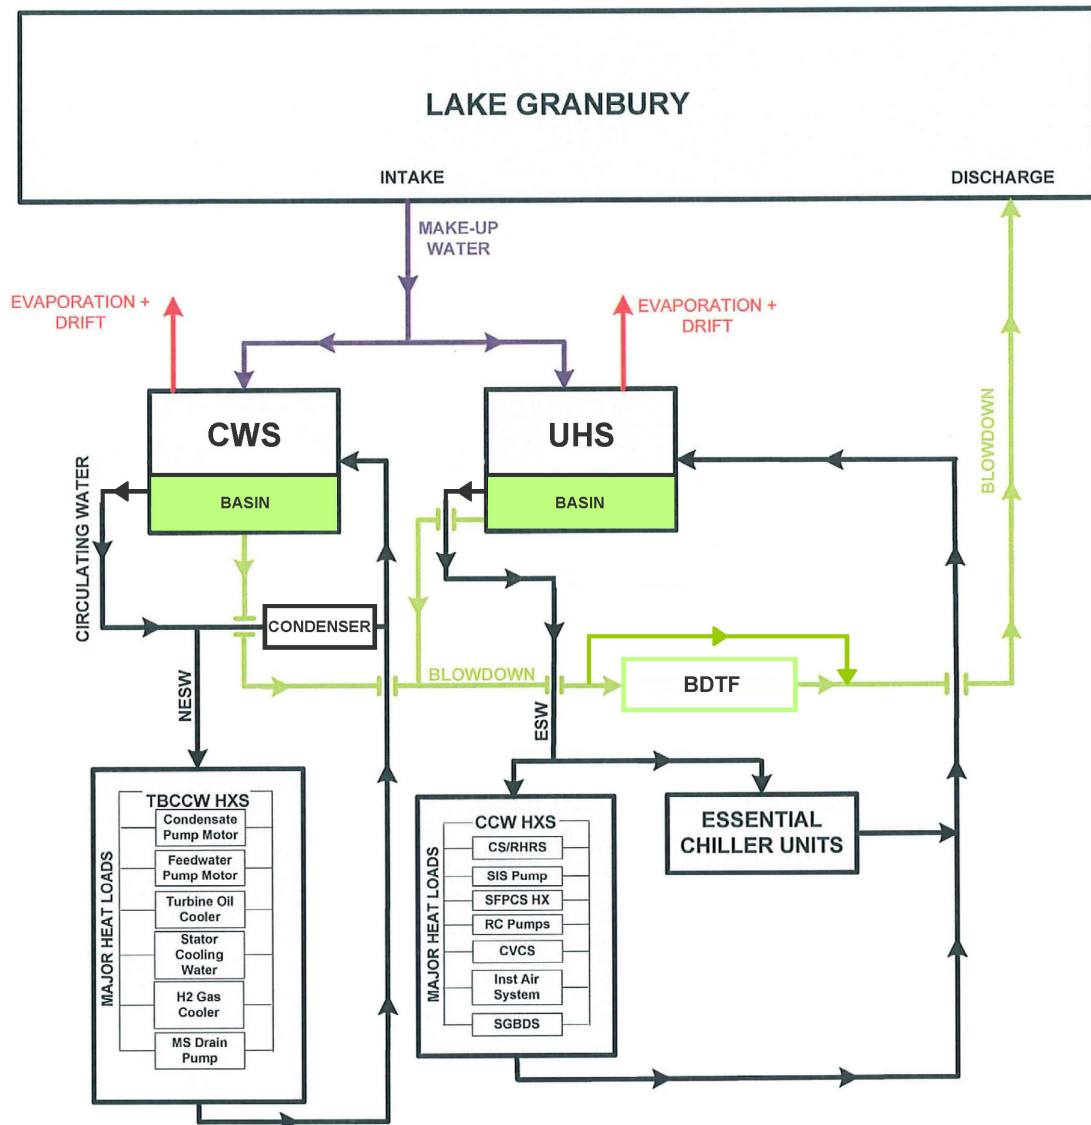 LAKE GRANBURY
INTAKE
DISCHARGE
MAKE-UP
WATER
EVAPORATION +
DRIFT
EVAPORATION +
DRIFT
CWS
BASIN
UHS
BASIN
BLOWDOWN
CIRCULATING WATER
CONDENSER
BLOWDOWN
BDTF
NESW
ESW
MAJOR HEAT LOADS
TBCCW HXS
Condensate
Pump Motor
Feedwater
Pump Motor
Turbine Oil
Cooler
Stator
Cooling
Water
H2 Gas
Cooler
MS Drain
Pump
MAJOR HEAT LOADS
CCW HXS
CS/RHRS
SIS Pump
SFPCS HX
RC Pumps
CVCS
Inst Air
System
SGBDS
ESSENTIAL
CHILLER UNITS